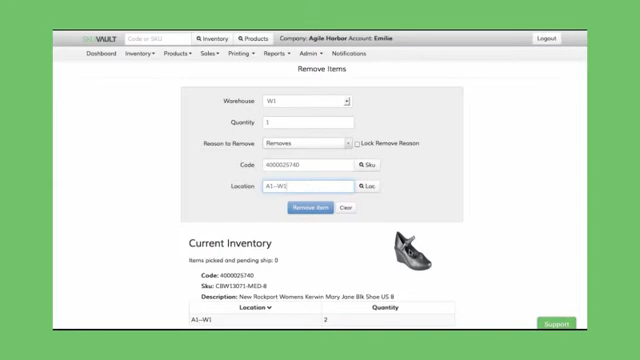 SKUVAULT Code or SKU Inventory Products Company: Agile Harbor Account: Emilie Logout
Dashboard Inventory Products Sales Printing Reports Admin Notifications
Remove Items
Warehouse W1
Quantity 1
Reason to Remove Removes Lock Remove Reason
Code 4000025740 Sku
Location A1--W1 Loc
Remove Item Clear
Current Inventory
Items picked and pending ship: 0
Code: 4000025740
Sku: CBW13071-MED-8
Description: New Rockport Womens Kerwin Mary Jane Blk Shoe US 8
Location Quantity
A1--W1 2
Support